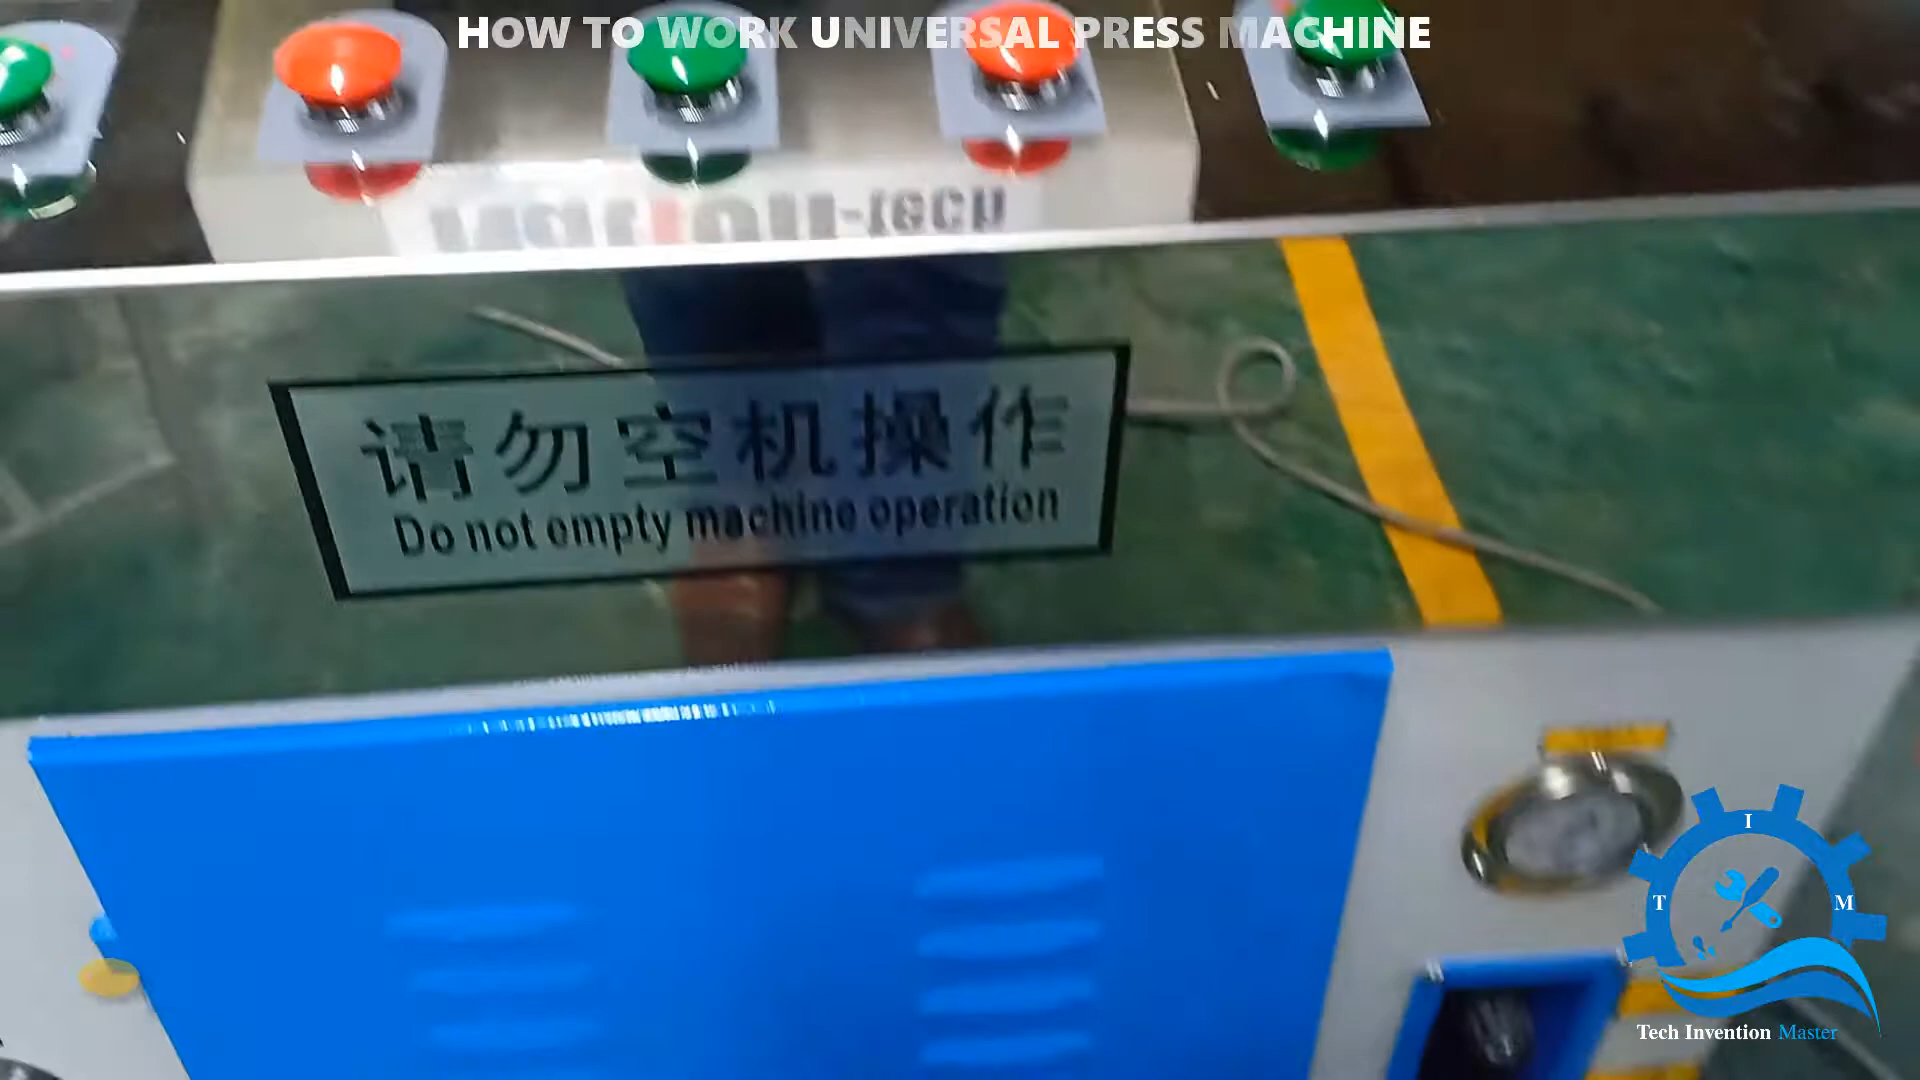 HOW TO WORK UNIVERSAL PRESS MACHINE
请勿空机操作
Do not empty machine operation
I
T
M
Tech Invention Master